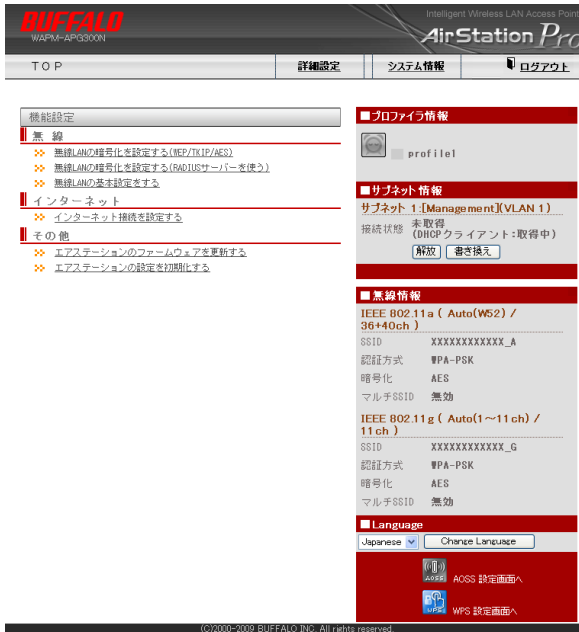 BUFFALO
WAPM-APG300N
Intelligent Wireless LAN Access Point
AirStation Pro
TOP
詳細設定
システム情報
ログアウト
機能設定
無 線
無線LANの暗号化を設定する(WEP/TKIP/AES)
無線LANの暗号化を設定する(RADIUSサーバーを使う)
無線LANの基本設定をする
インターネット
インターネット接続を設定する
その他
エアステーションのファームウェアを更新する
エアステーションの設定を初期化する
■プロファイラ情報
profile1
■サブネット情報
サブネット 1:[Management](VLAN 1)
接続状態 未取得
(DHCPクライアント:取得中)
解放 書き換え
■無線情報
IEEE 802.11a ( Auto(W52) /
36+40ch )
SSID XXXXXXXXXXXX_A
認証方式 WPA-PSK
暗号化 AES
マルチSSID 無効
IEEE 802.11g ( Auto(1～11ch) /
11ch )
SSID XXXXXXXXXXXX_G
認証方式 WPA-PSK
暗号化 AES
マルチSSID 無効
■Language
Japanese Change Language
AOSS AOSS 設定画面へ
WPS WPS 設定画面へ
(C)2000-2009 BUFFALO INC. All rights reserved.